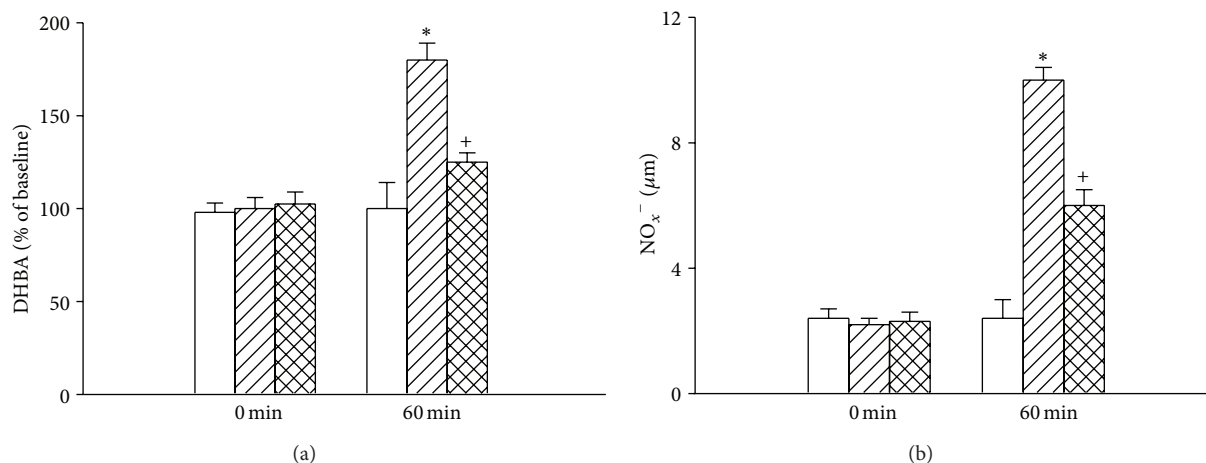 200
150
100
50
0
DHBA (% of baseline)
*
+
0 min
60 min
(a)
12
8
4
0
NOₓ⁻ (μm)
*
+
0 min
60 min
(b)